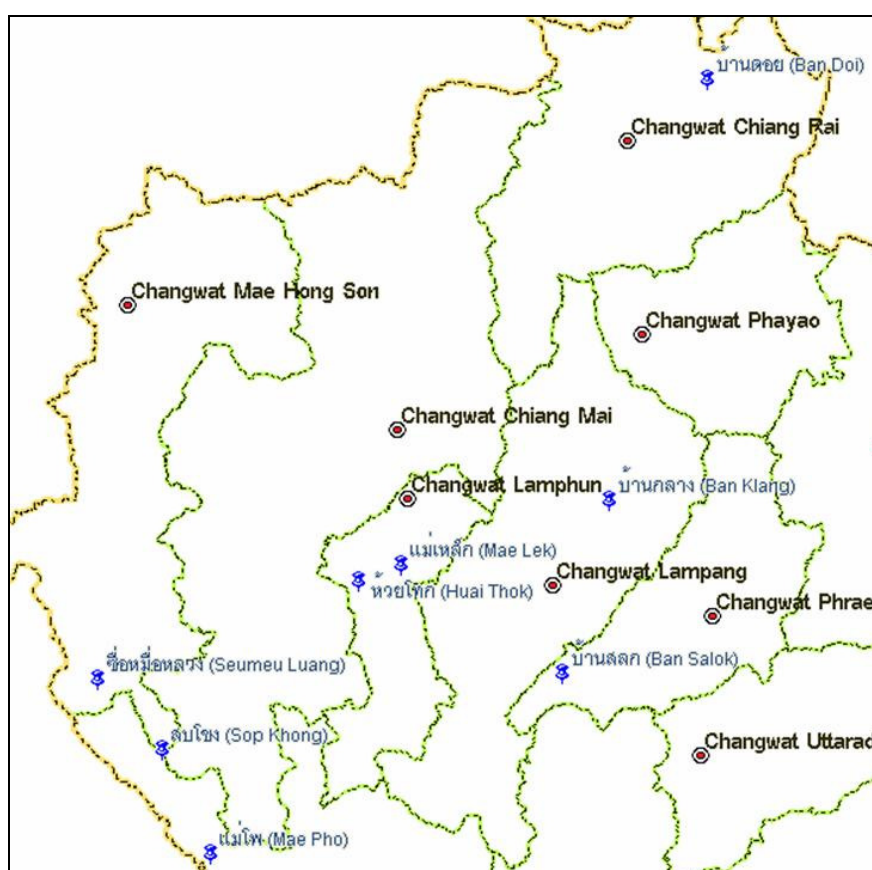 บ้านดอย (Ban Doi)
Changwat Chiang Rai
Changwat Mae Hong Son
Changwat Phayao
Changwat Chiang Mai
Changwat Lamphun
บ้านกลาง (Ban Klang)
แม่เหล็ก (Mae Lek)
ห้วยโทก (Huai Thok)
Changwat Lampang
Changwat Phrae
ซื่อหมื่อหลวง (Seumeu Luang)
บ้านสลก (Ban Salok)
สบโขง (Sop Khong)
Changwat Uttarad
แม่โพ (Mae Pho)